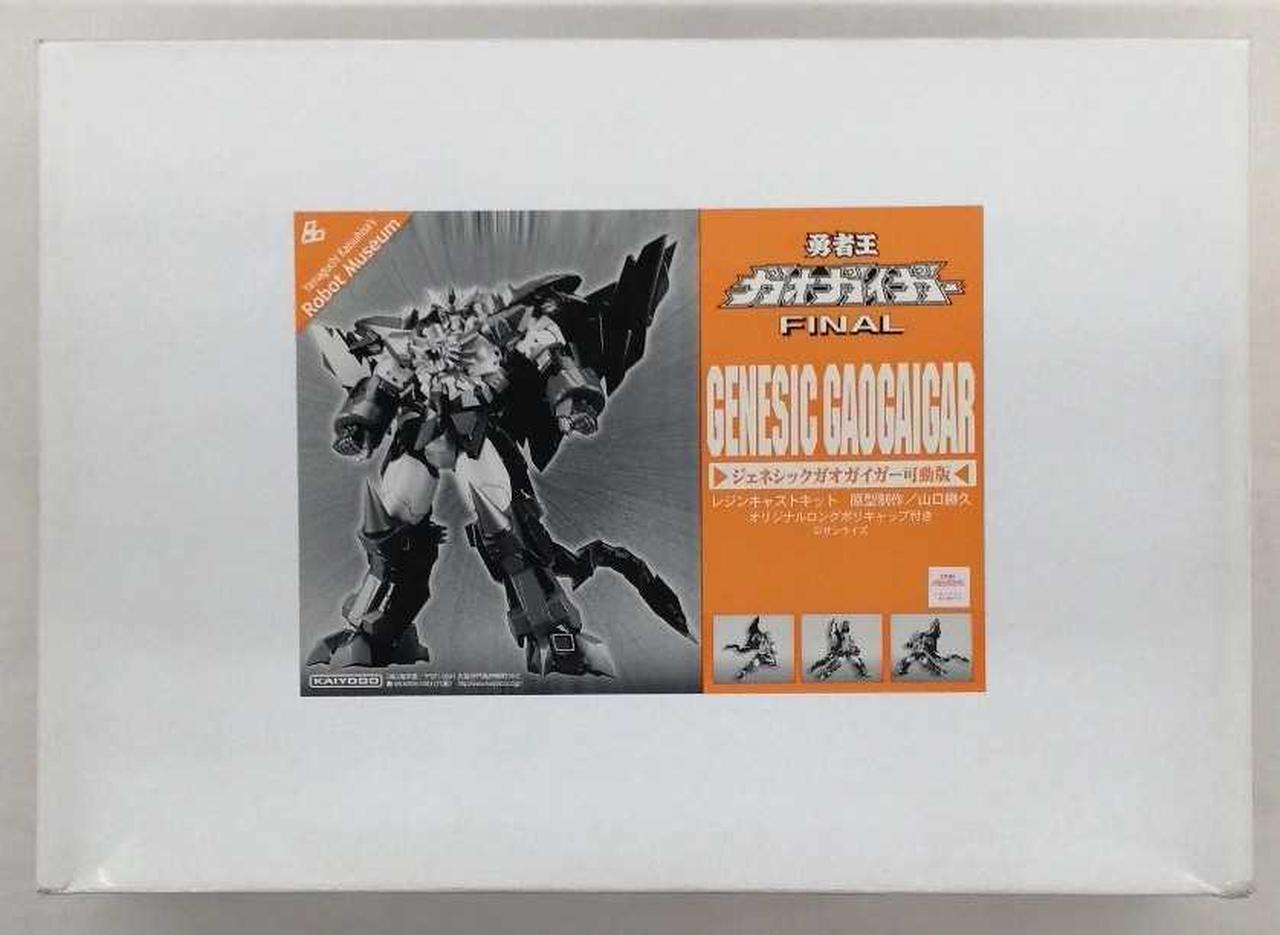 Yamaguchi Katsuhisa's
Robot Museum
勇者王
ガオガイガー
FINAL
GENESIC GAOGAIGAR
ジェネシックガオガイガー可動版
レジンキャストキット 原型制作/山口勝久
オリジナルロングポリキャップ付き
©サンライズ
KAIYODO